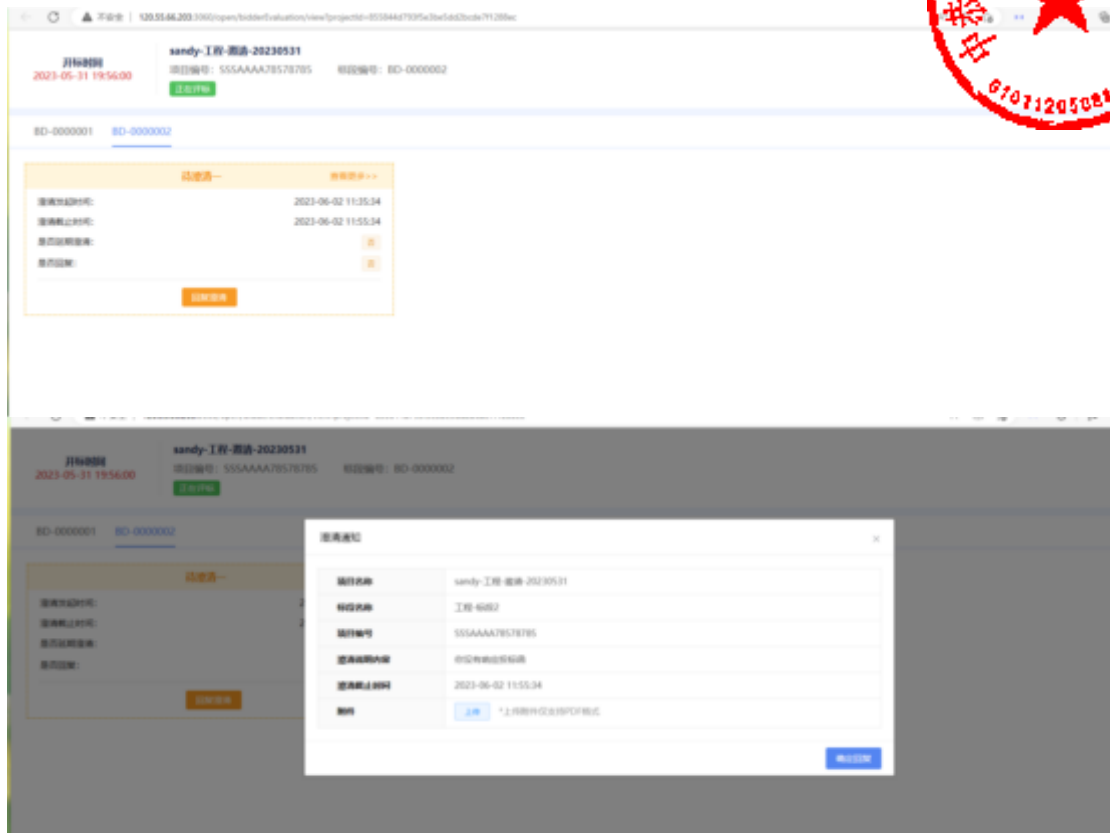 不安全 120.55.66.203:3060/open/bidderEvaluation/view?projectId=
开标时间
2023-05-31 19:56:00
sandy-工程-邀请-20230531
项目编号: SSSAAAA78578785 标段编号: BD-0000002
正在评标
BD-0000001 BD-0000002
待澄清一 查看更多>>
澄清发起时间: 2023-06-02 11:35:34
澄清截止时间: 2023-06-02 11:55:34
是否延期澄清: 否
是否回复: 否
回复澄清
开标时间
2023-05-31 19:56:00
sandy-工程-邀请-20230531
项目编号: SSSAAAA78578785 标段编号: BD-0000002
正在评标
BD-0000001 BD-0000002
待澄清一
澄清发起时间:
澄清截止时间:
是否延期澄清:
是否回复:
回复澄清
澄清通知
项目名称 sandy-工程-邀请-20230531
标段名称 工程-标段2
项目编号 SSSAAAA78578785
澄清说明内容 你没有响应投标函
澄清截止时间 2023-06-02 11:55:34
附件 上传 *上传附件仅支持PDF格式
确定回复